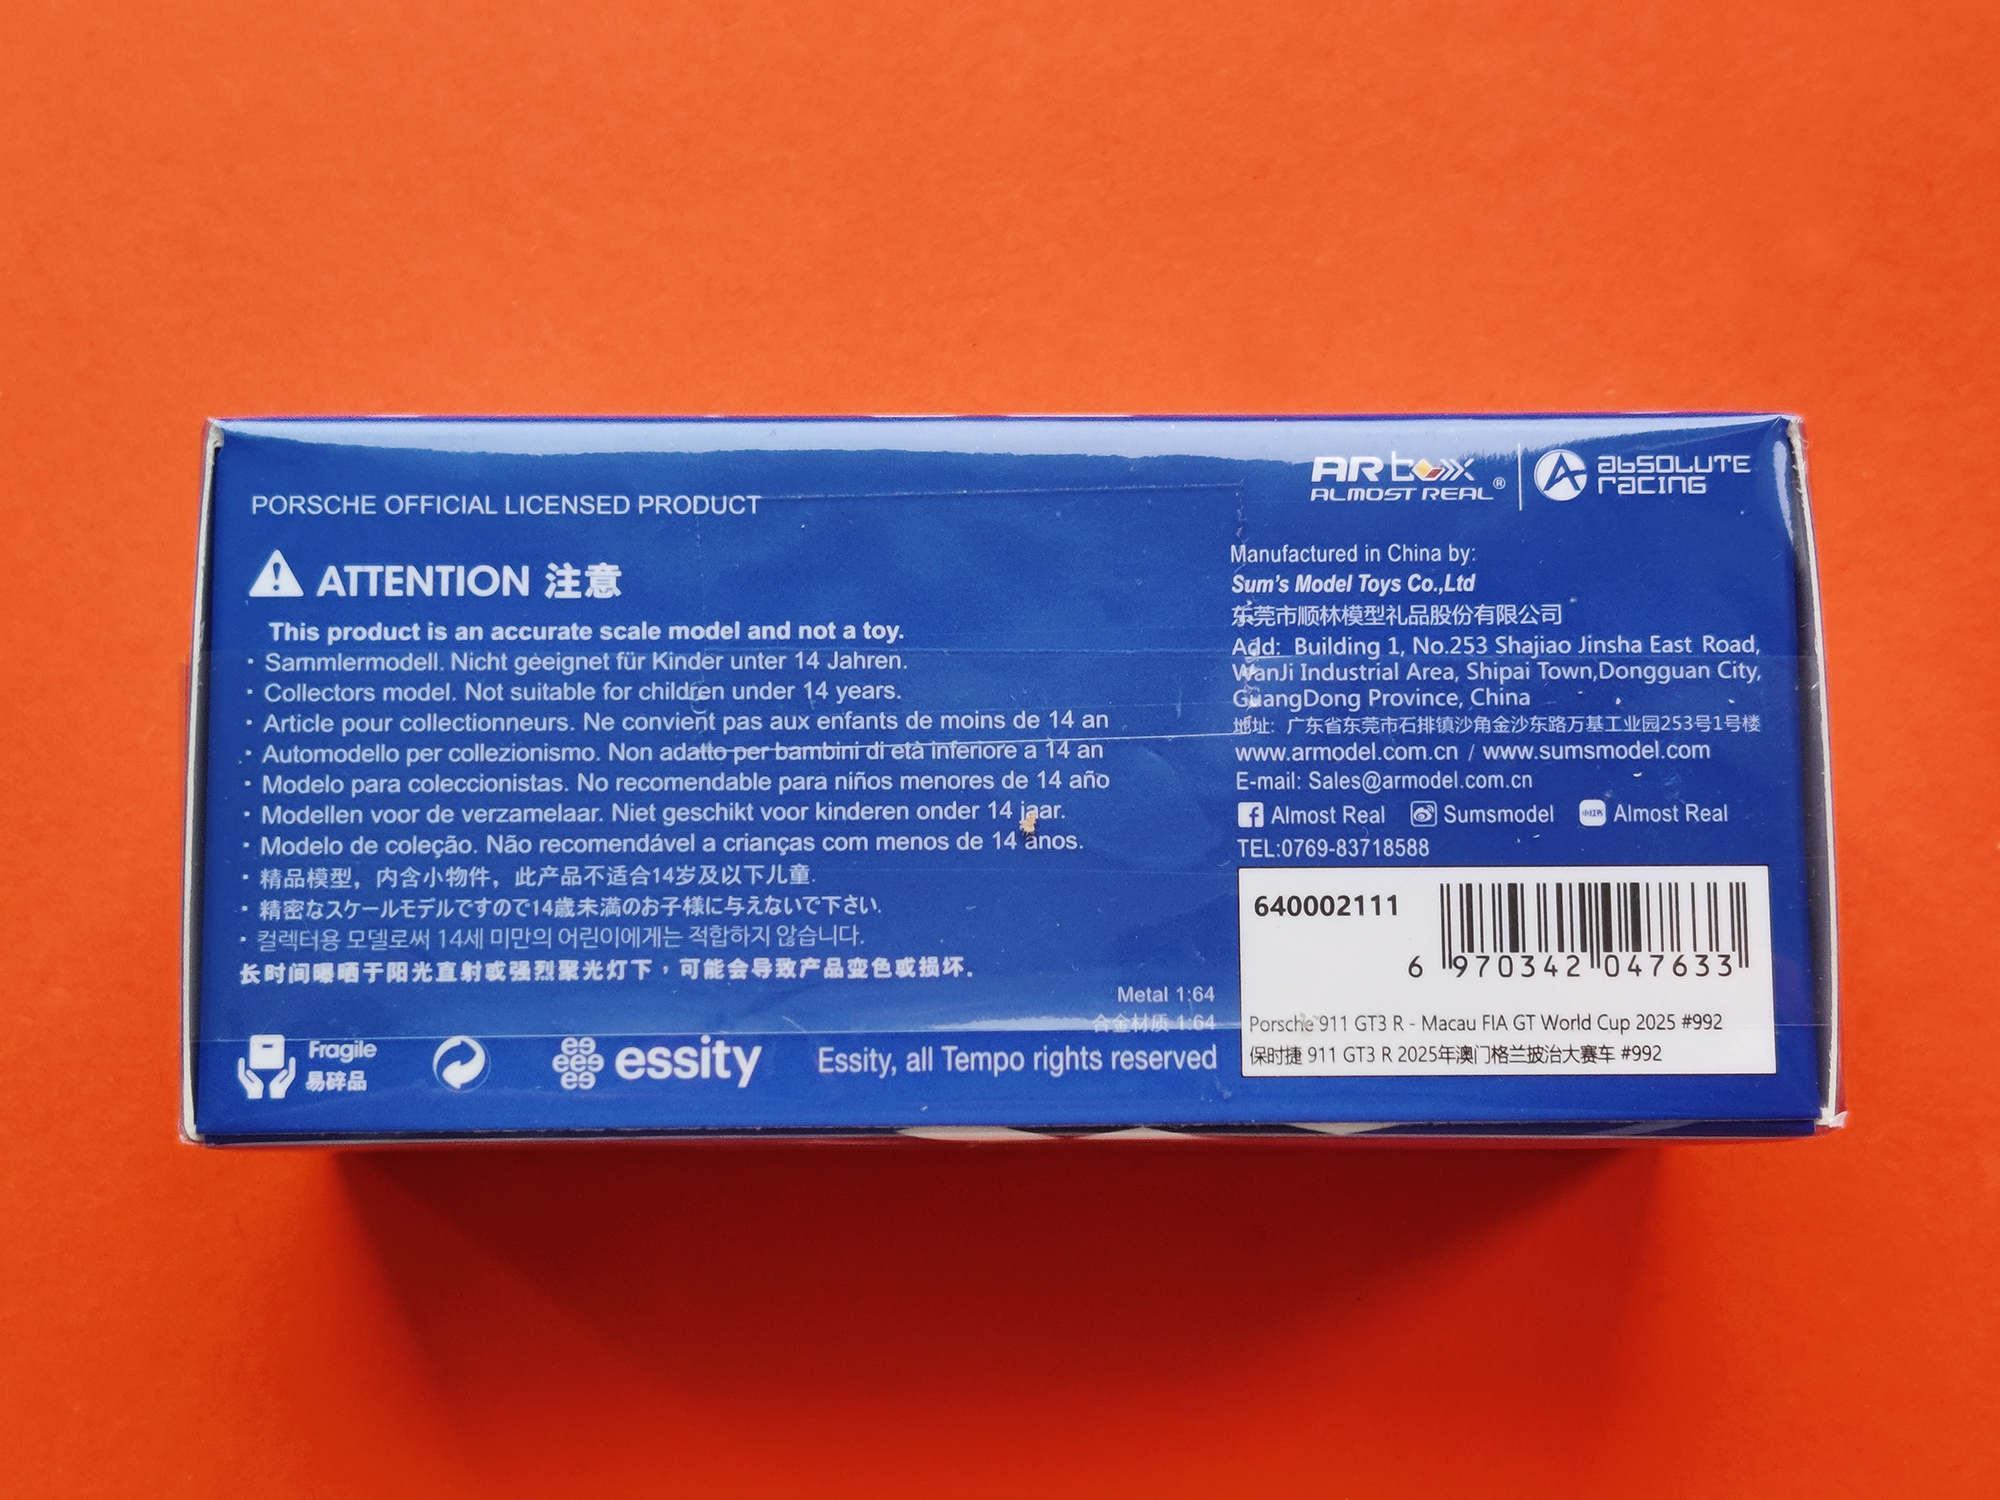 PORSCHE OFFICIAL LICENSED PRODUCT
ATTENTION 注意
This product is an accurate scale model and not a toy.
· Sammlermodell. Nicht geeignet für Kinder unter 14 Jahren.
· Collectors model. Not suitable for children under 14 years.
· Article pour collectionneurs. Ne convient pas aux enfants de moins de 14 an
· Automodello per collezionismo. Non adatto per bambini di età inferiore a 14 an
· Modelo para coleccionistas. No recomendable para niños menores de 14 año
· Modellen voor de verzamelaar. Niet geschikt voor kinderen onder 14 jaar.
· Modelo de coleção. Não recomendável a crianças com menos de 14 anos.
· 精品模型，内含小物件，此产品不适合14岁及以下儿童.
· 精密なスケールモデルですので14歳未満のお子様に与えないで下さい.
· 컬렉터용 모델로써 14세 미만의 어린이에게는 적합하지 않습니다.
长时间曝晒于阳光直射或强烈聚光灯下，可能会导致产品变色或损坏.
Metal 1:64
合金材质 1:64
Fragile
易碎品
essity
Essity, all Tempo rights reserved
AR box
ALMOST REAL®
absolute
racing
Manufactured in China by:
Sum's Model Toys Co.,Ltd
东莞市顺林模型礼品股份有限公司
Add: Building 1, No.253 Shajiao Jinsha East Road,
WanJi Industrial Area, Shipai Town,Dongguan City,
GuangDong Province, China
地址: 广东省东莞市石排镇沙角金沙东路万基工业园253号1号楼
www.armodel.com.cn / www.sumsmodel.com
E-mail: Sales@armodel.com.cn
Almost Real Sumsmodel 小红书 Almost Real
TEL:0769-83718588
640002111
6 970342 047633
Porsche 911 GT3 R - Macau FIA GT World Cup 2025 #992
保时捷 911 GT3 R 2025年澳门格兰披治大赛车 #992